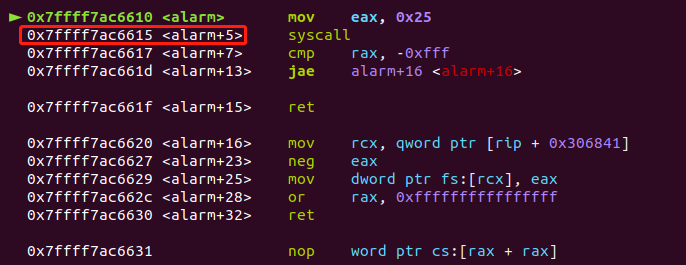 ► 0x7ffff7ac6610 <alarm> mov eax, 0x25
0x7ffff7ac6615 <alarm+5> syscall
0x7ffff7ac6617 <alarm+7> cmp rax, -0xfff
0x7ffff7ac661d <alarm+13> jae alarm+16 <alarm+16>
0x7ffff7ac661f <alarm+15> ret
0x7ffff7ac6620 <alarm+16> mov rcx, qword ptr [rip + 0x306841]
0x7ffff7ac6627 <alarm+23> neg eax
0x7ffff7ac6629 <alarm+25> mov dword ptr fs:[rcx], eax
0x7ffff7ac662c <alarm+28> or rax, 0xffffffffffffffff
0x7ffff7ac6630 <alarm+32> ret
0x7ffff7ac6631 nop word ptr cs:[rax + rax]